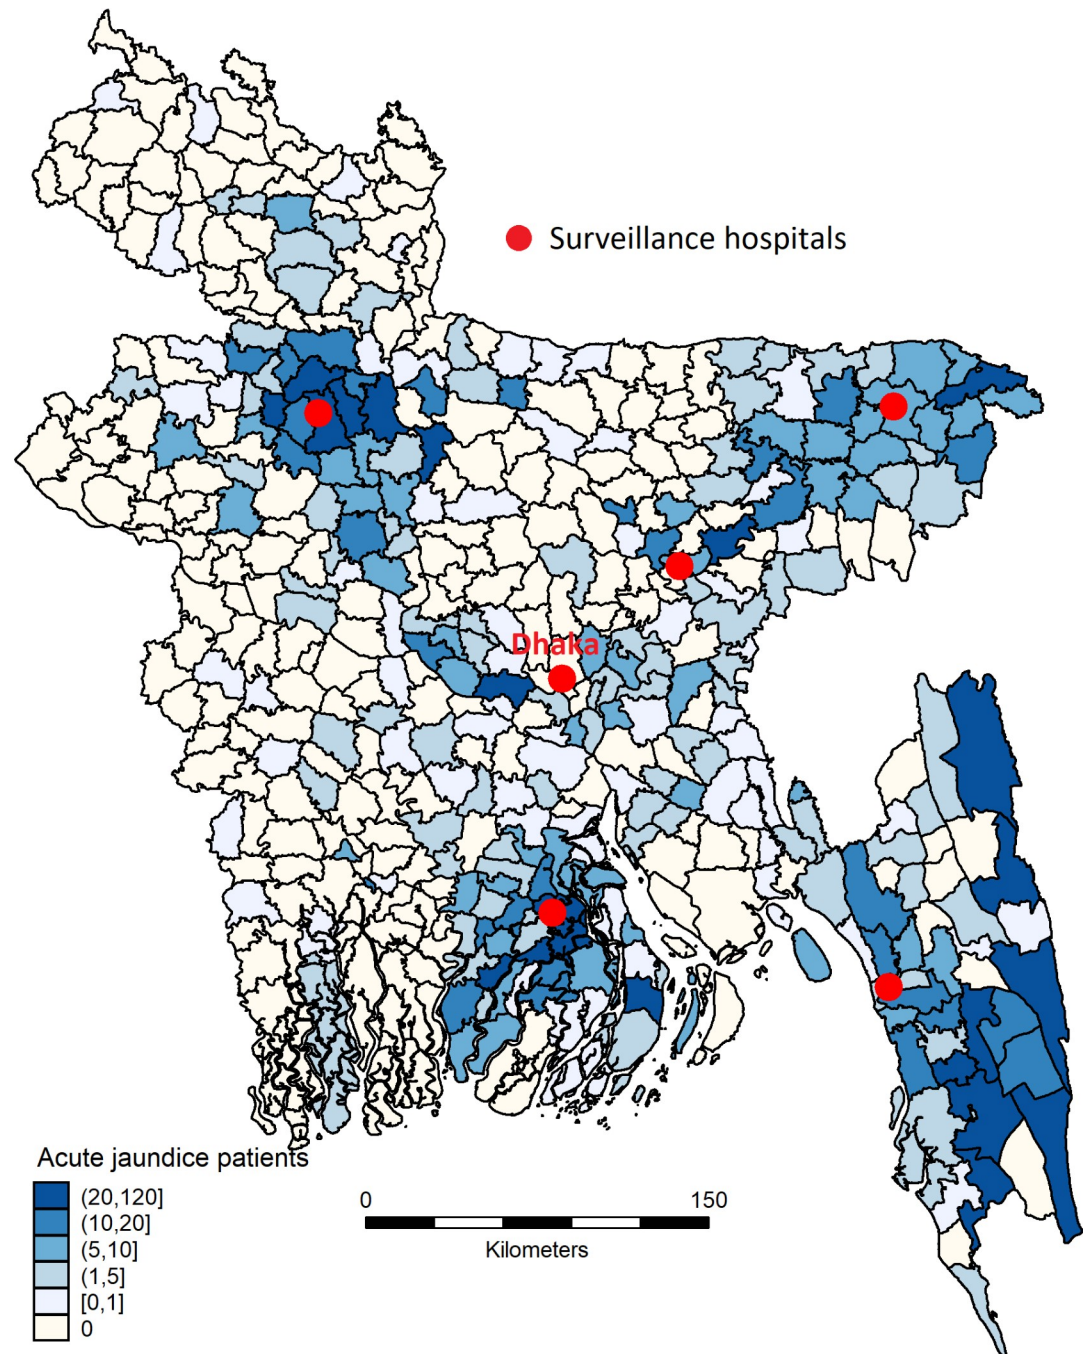 Surveillance hospitals
Dhaka
Acute jaundice patients
(20,120]
(10,20]
(5,10]
(1,5]
[0,1]
0
0 150
Kilometers